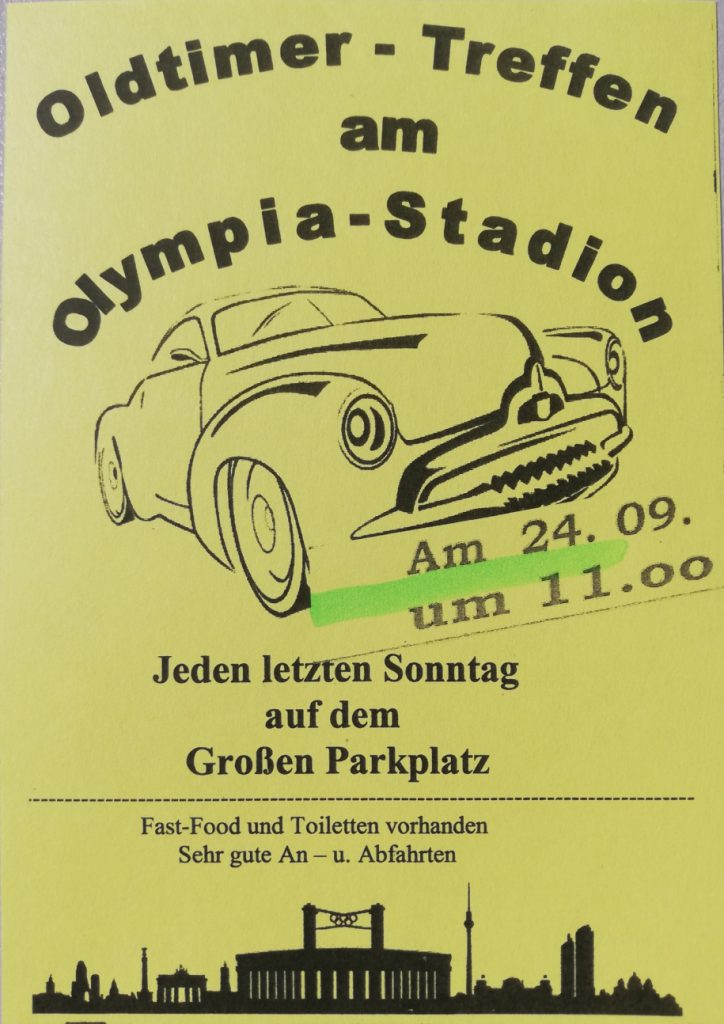 Oldtimer - Treffen
am
Olympia-Stadion
Am 24. 09.
um 11.oo
Jeden letzten Sonntag
auf dem
Großen Parkplatz
Fast-Food und Toiletten vorhanden
Sehr gute An – u. Abfahrten